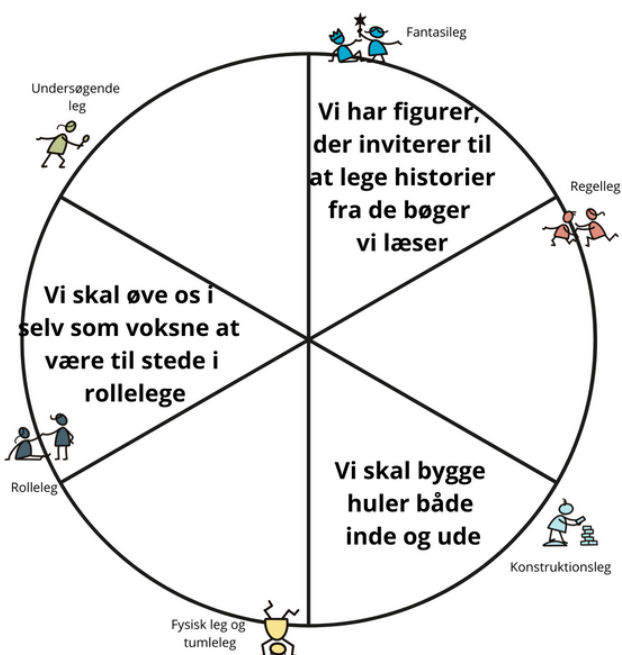 Fantasileg
Undersøgende
leg
Vi har figurer,
der inviterer til
at lege historier
fra de bøger
vi læser
Regelleg
Vi skal øve os i
selv som voksne at
være til stede i
rollelege
Rolleleg
Vi skal bygge
huler både
inde og ude
Konstruktionsleg
Fysisk leg og
tumleleg